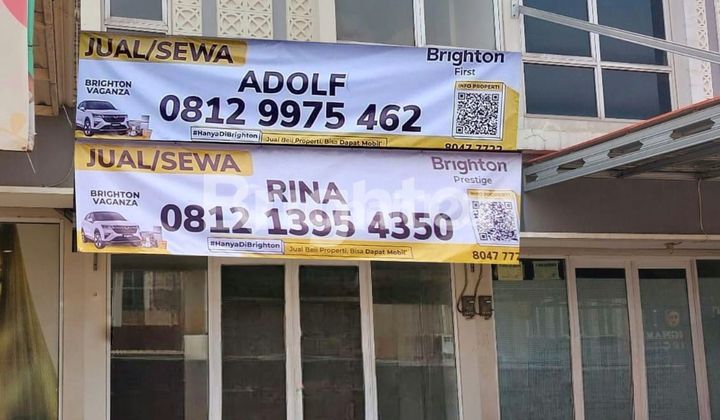 JUAL/SEWA
Brighton
First
BRIGHTON
VAGANZA
ADOLF
0812 9975 462
INFO PROPERTI
#HanyaDiBrighton
Jual Beli Properti, Bisa Dapat Mobil*
8047 7733
JUAL/SEWA
Brighton
Prestige
BRIGHTON
VAGANZA
RINA
0812 1395 4350
#HanyaDiBrighton
Jual Beli Properti, Bisa Dapat Mobil*
8047 777
Brighton